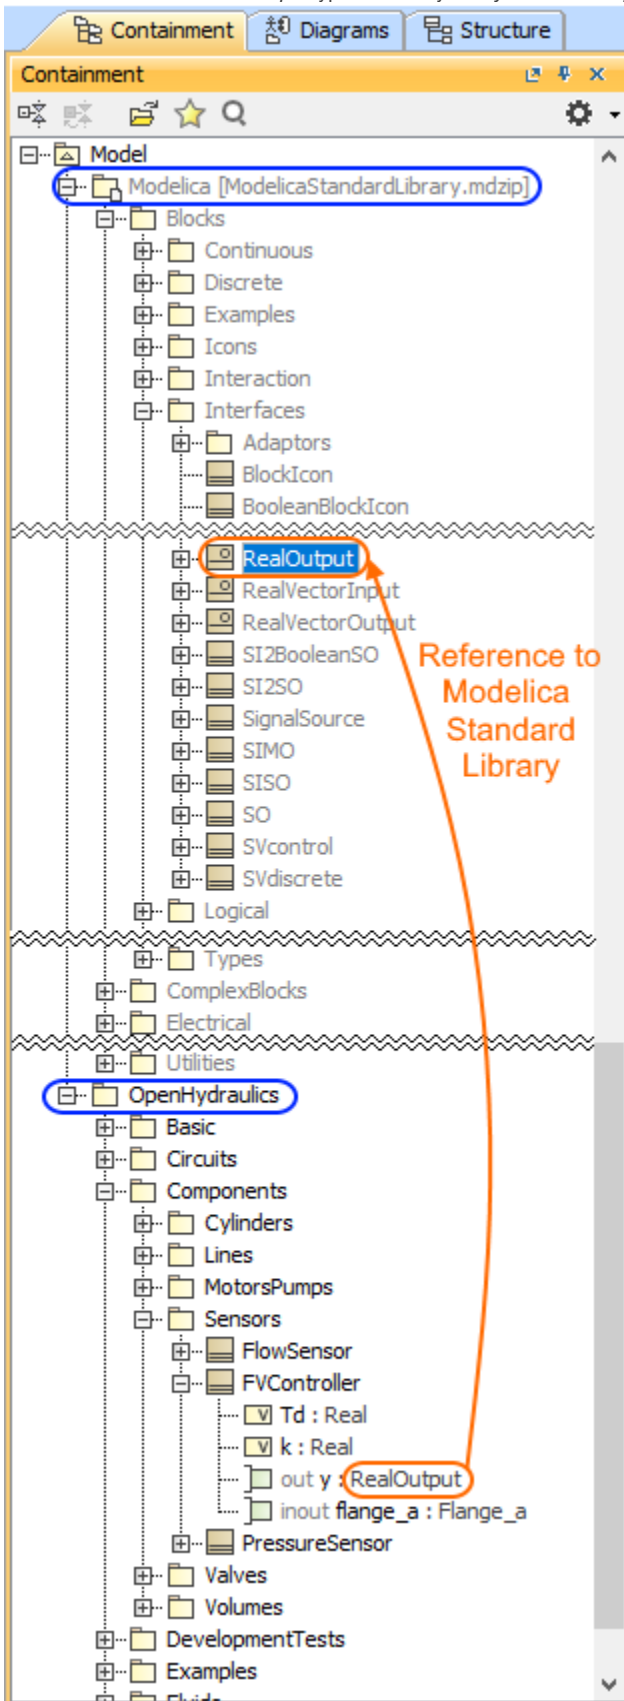 Containment Diagrams Structure
Containment
Model
Modelica [ModelicaStandardLibrary.mdzip]
Blocks
Continuous
Discrete
Examples
Icons
Interaction
Interfaces
Adaptors
BlockIcon
BooleanBlockIcon
RealOutput
RealVectorInput
RealVectorOutput
SI2BooleanSO
SI2SO
SignalSource
SIMO
SISO
SO
SVcontrol
SVdiscrete
Logical
Reference to
Modelica
Standard
Library
Types
ComplexBlocks
Electrical
Utilities
OpenHydraulics
Basic
Circuits
Components
Cylinders
Lines
MotorsPumps
Sensors
FlowSensor
FVController
V Td : Real
V k : Real
out y : RealOutput
inout flange_a : Flange_a
PressureSensor
Valves
Volumes
DevelopmentTests
Examples